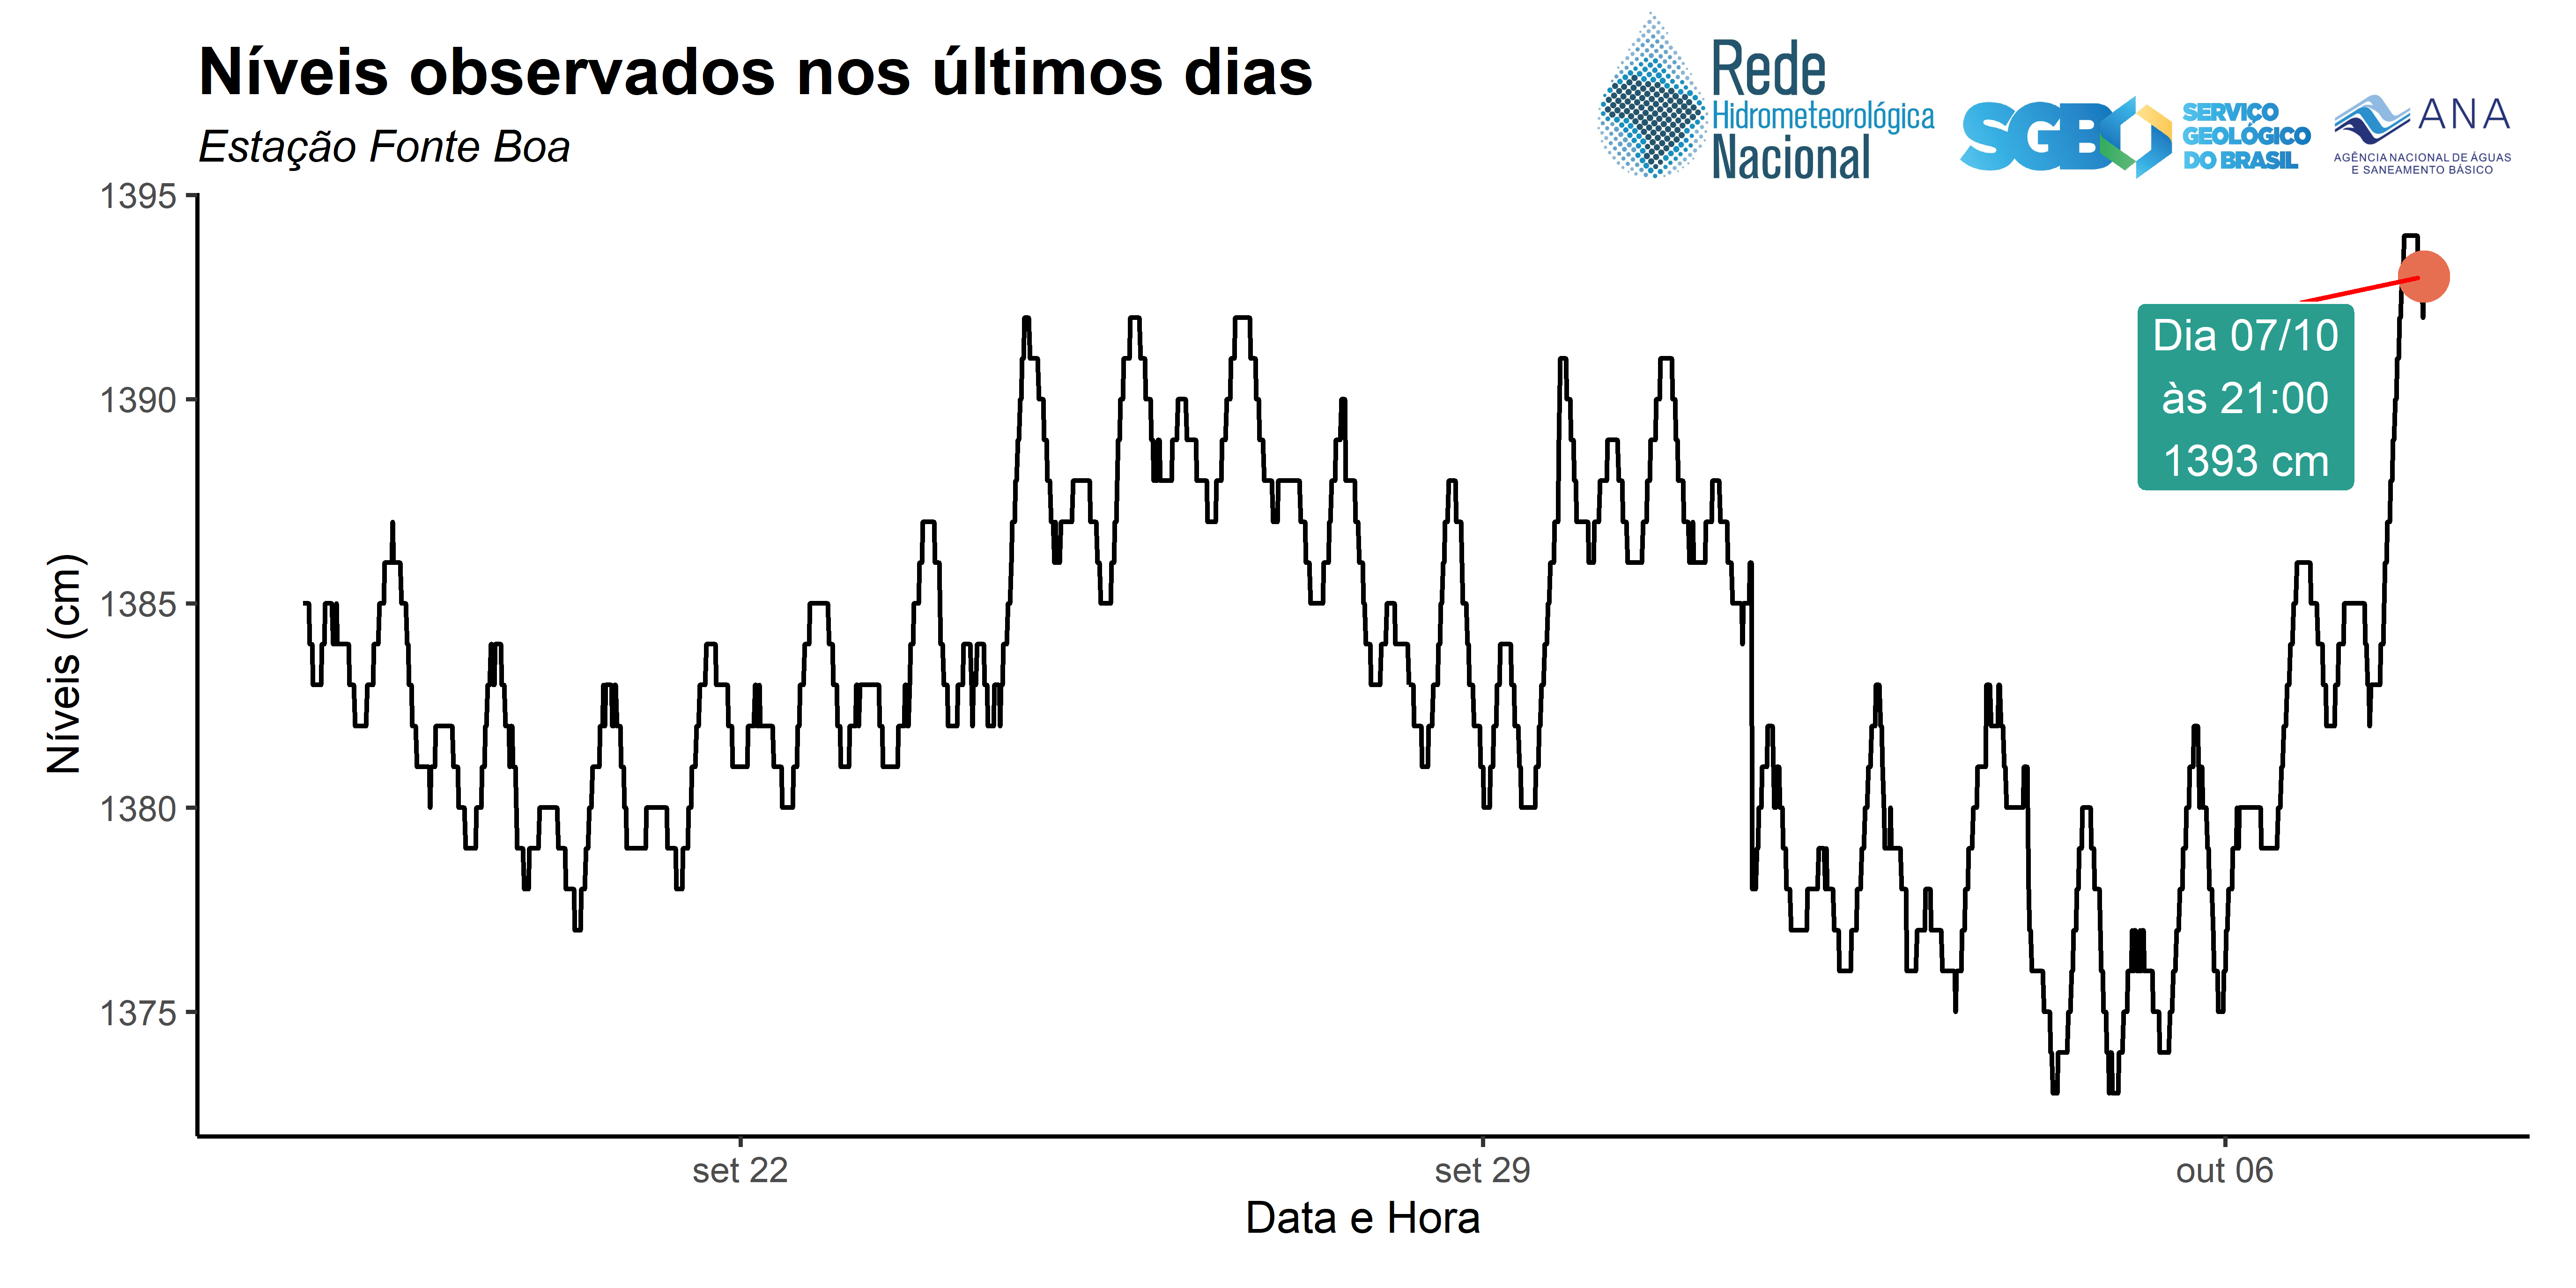 Níveis observados nos últimos dias
Estação Fonte Boa
Rede
Hidrometeorológica
Nacional
SGB
SERVIÇO
GEOLÓGICO
DO BRASIL
ANA
AGÊNCIA NACIONAL DE ÁGUAS
E SANEAMENTO BÁSICO
1395
1390
1385
1380
1375
Níveis (cm)
Dia 07/10
às 21:00
1393 cm
set 22
set 29
out 06
Data e Hora